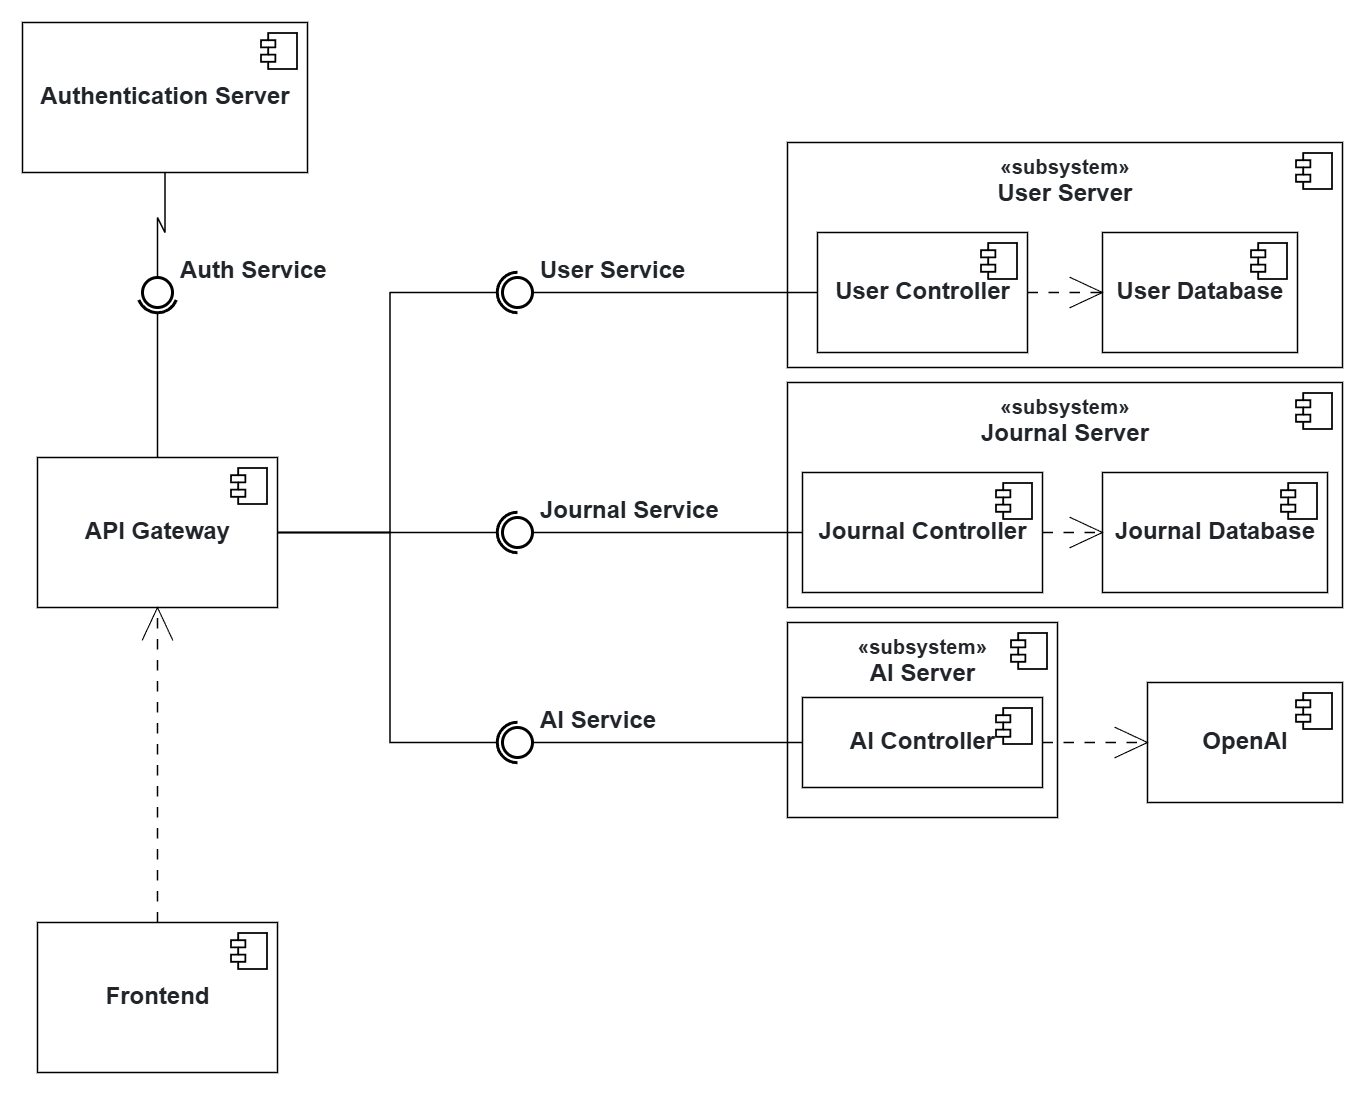 Authentication Server
Auth Service
User Service
«subsystem»
User Server
User Controller
User Database
API Gateway
Journal Service
«subsystem»
Journal Server
Journal Controller
Journal Database
AI Service
«subsystem»
AI Server
AI Controller
OpenAI
Frontend